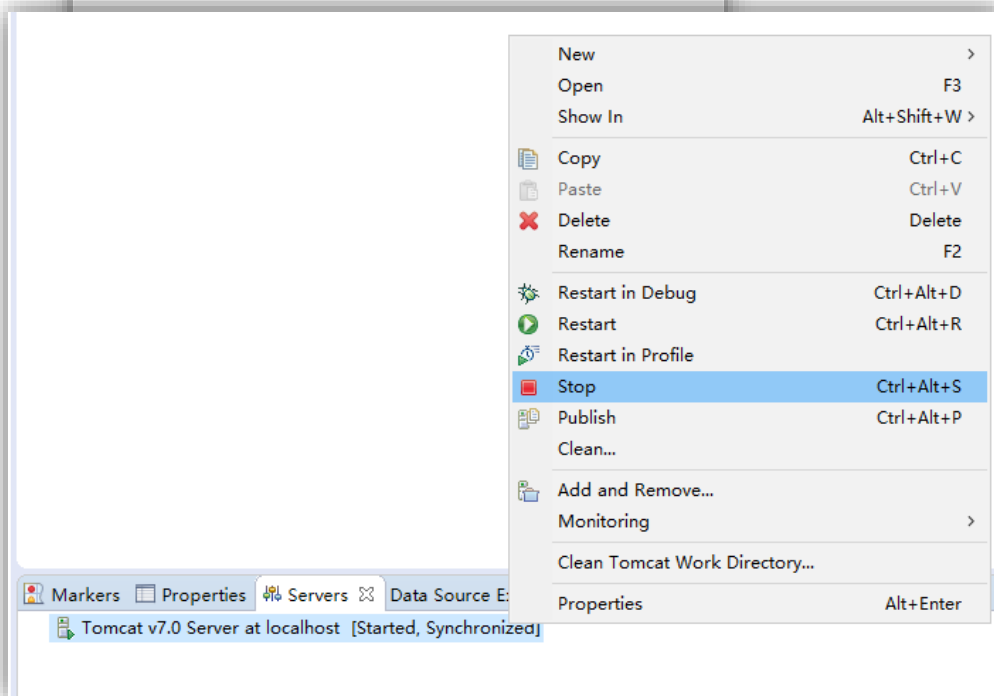 New
Open F3
Show In Alt+Shift+W
Copy Ctrl+C
Paste Ctrl+V
Delete Delete
Rename F2
Restart in Debug Ctrl+Alt+D
Restart Ctrl+Alt+R
Restart in Profile
Stop Ctrl+Alt+S
Publish Ctrl+Alt+P
Clean...
Add and Remove...
Monitoring
Clean Tomcat Work Directory...
Properties Alt+Enter
Markers Properties Servers Data Source E
Tomcat v7.0 Server at localhost [Started, Synchronized]